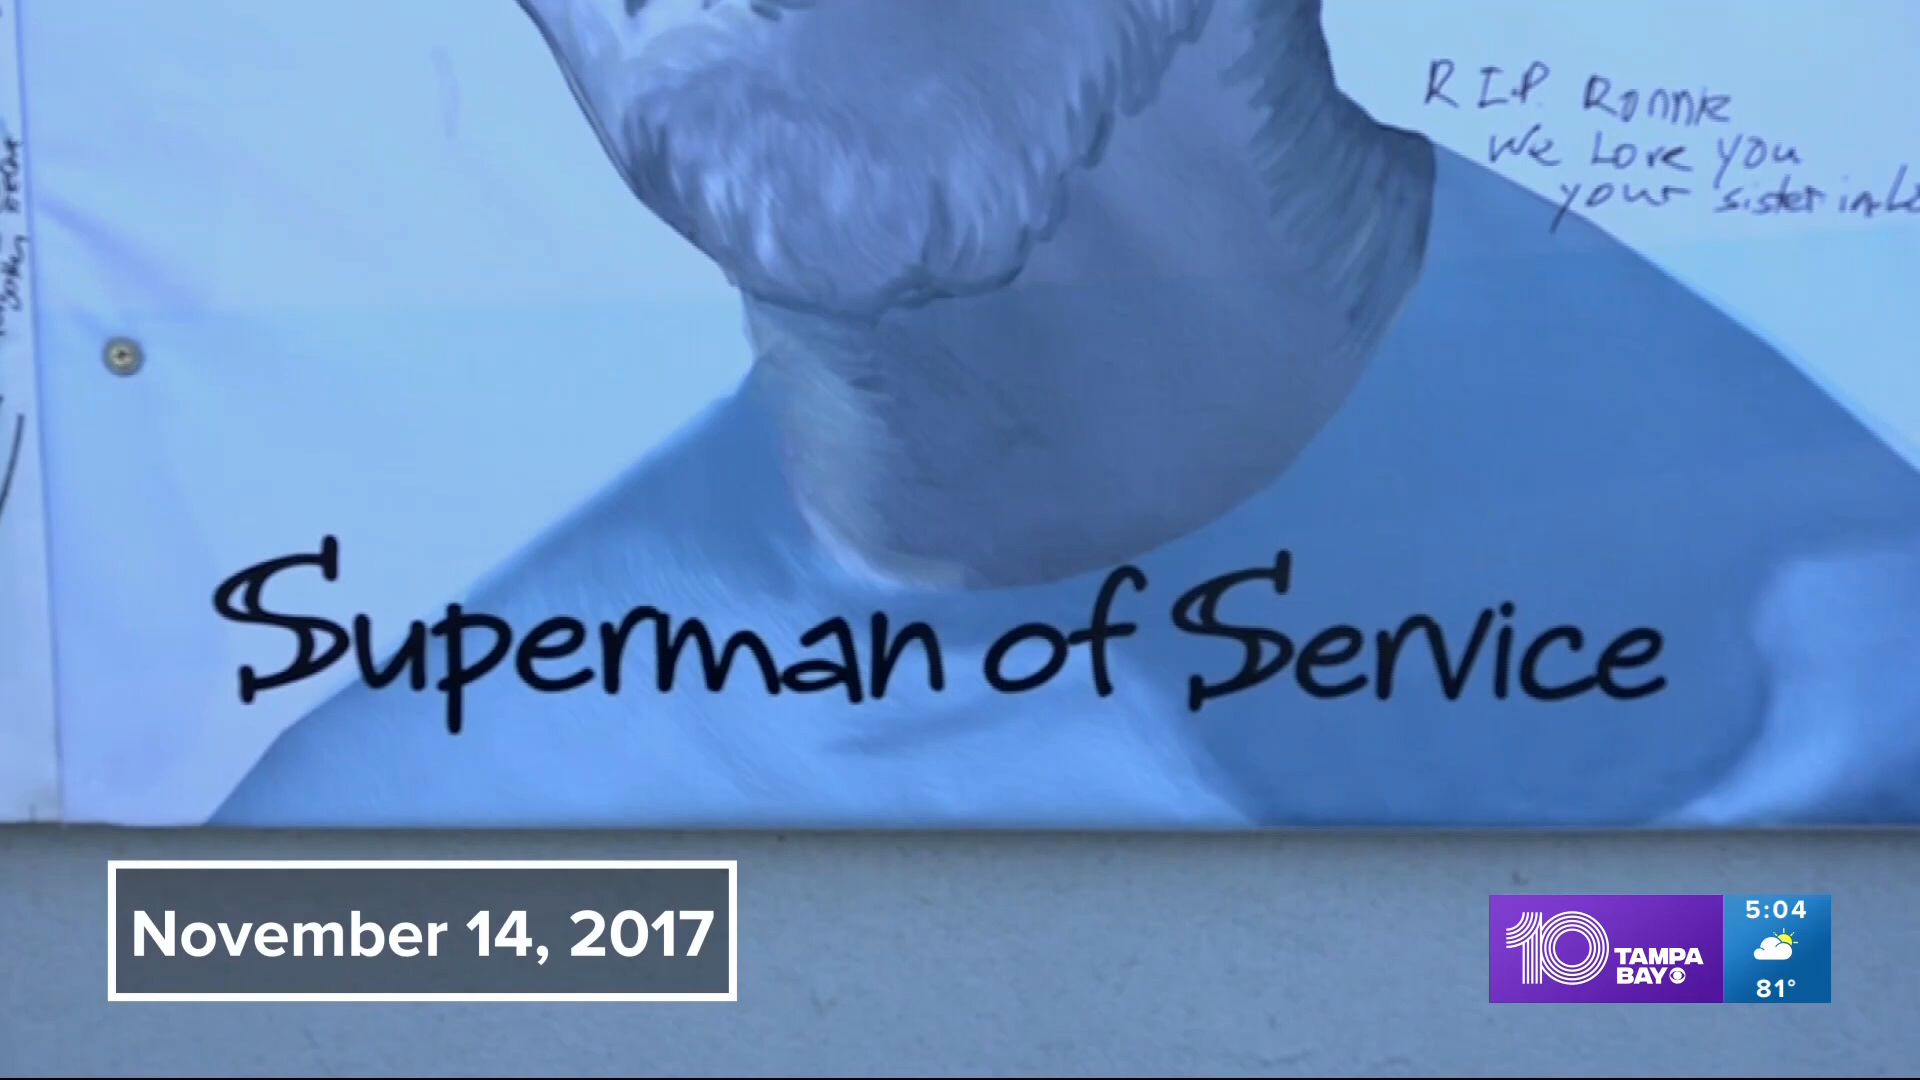 R.I.P. Ronnie
We Love you
your sister in
Superman of Service
November 14, 2017
10 TAMPA BAY
5:04
81°